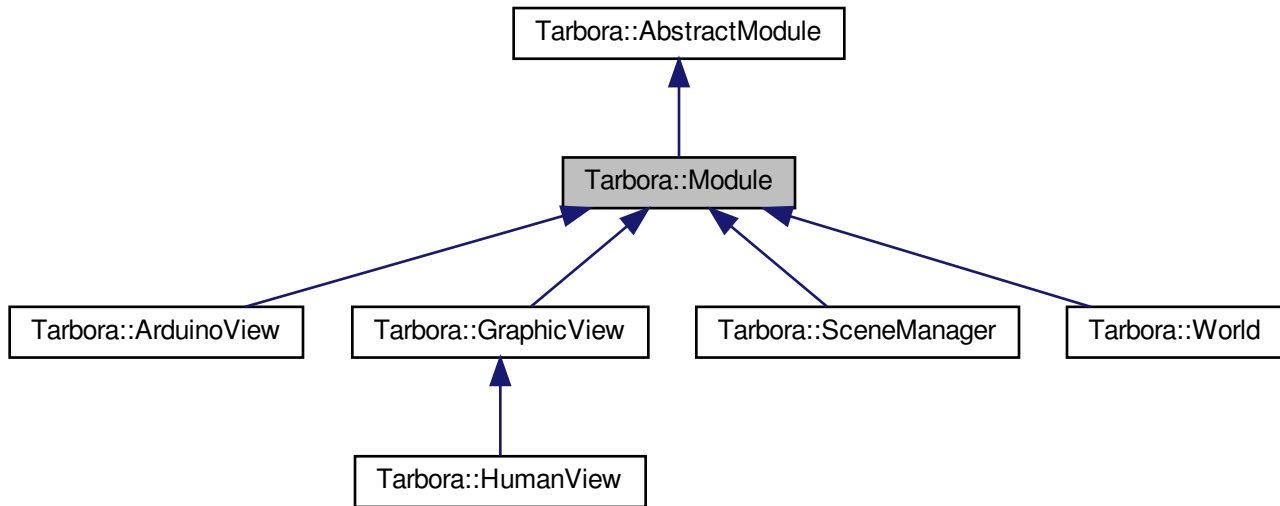 Tarbora::AbstractModule
Tarbora::Module
Tarbora::ArduinoView
Tarbora::GraphicView
Tarbora::SceneManager
Tarbora::World
Tarbora::HumanView